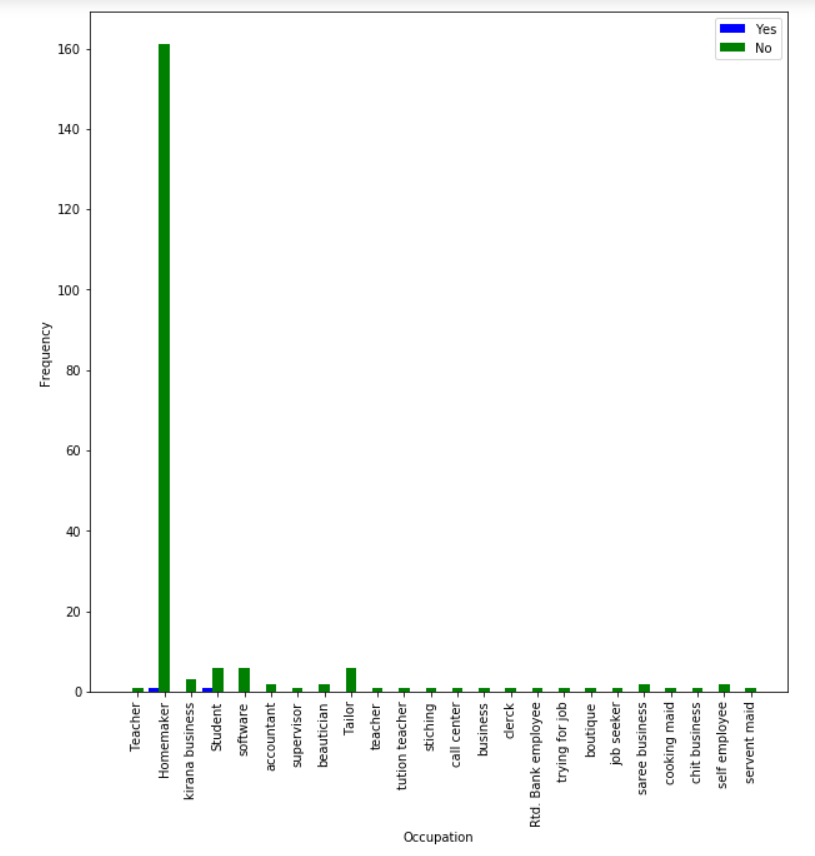 Yes
No
160
140
120
100
80
60
40
20
0
Frequency
Teacher
Homemaker
kirana business
Student
software
accountant
supervisor
beautician
Tailor
teacher
tution teacher
stiching
call center
business
clerck
Rtd. Bank employee
trying for job
boutique
job seeker
saree business
cooking maid
chit business
self employee
servent maid
Occupation